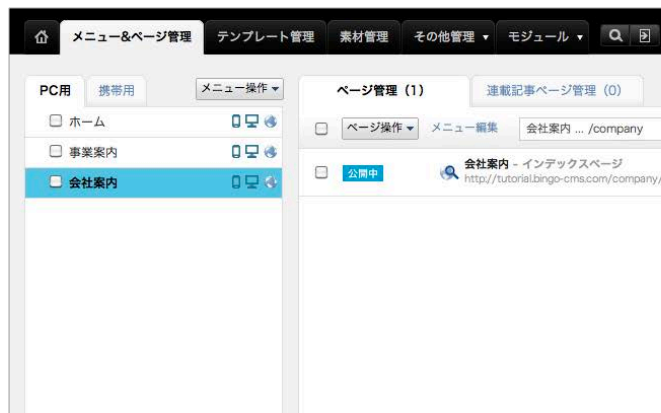 メニュー&ページ管理 テンプレート管理 素材管理 その他管理 ▼ モジュール ▼
PC用 携帯用 メニュー操作 ▼
ページ管理（1） 連載記事ページ管理（0）
ホーム
ページ操作 ▼ メニュー編集 会社案内 ... /company
事業案内
会社案内 - インデックスページ
公開中
http://tutorial.bingo-cms.com/company/
会社案内